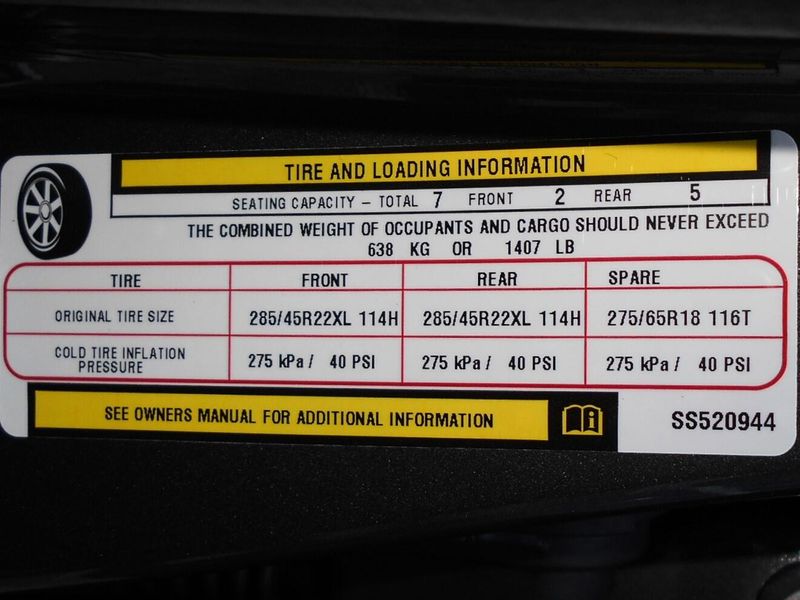 TIRE AND LOADING INFORMATION
SEATING CAPACITY – TOTAL 7 FRONT 2 REAR 5
THE COMBINED WEIGHT OF OCCUPANTS AND CARGO SHOULD NEVER EXCEED
638 KG OR 1407 LB
TIRE FRONT REAR SPARE
ORIGINAL TIRE SIZE 285/45R22XL 114H 285/45R22XL 114H 275/65R18 116T
COLD TIRE INFLATION
PRESSURE 275 kPa / 40 PSI 275 kPa / 40 PSI 275 kPa / 40 PSI
SEE OWNERS MANUAL FOR ADDITIONAL INFORMATION
SS520944